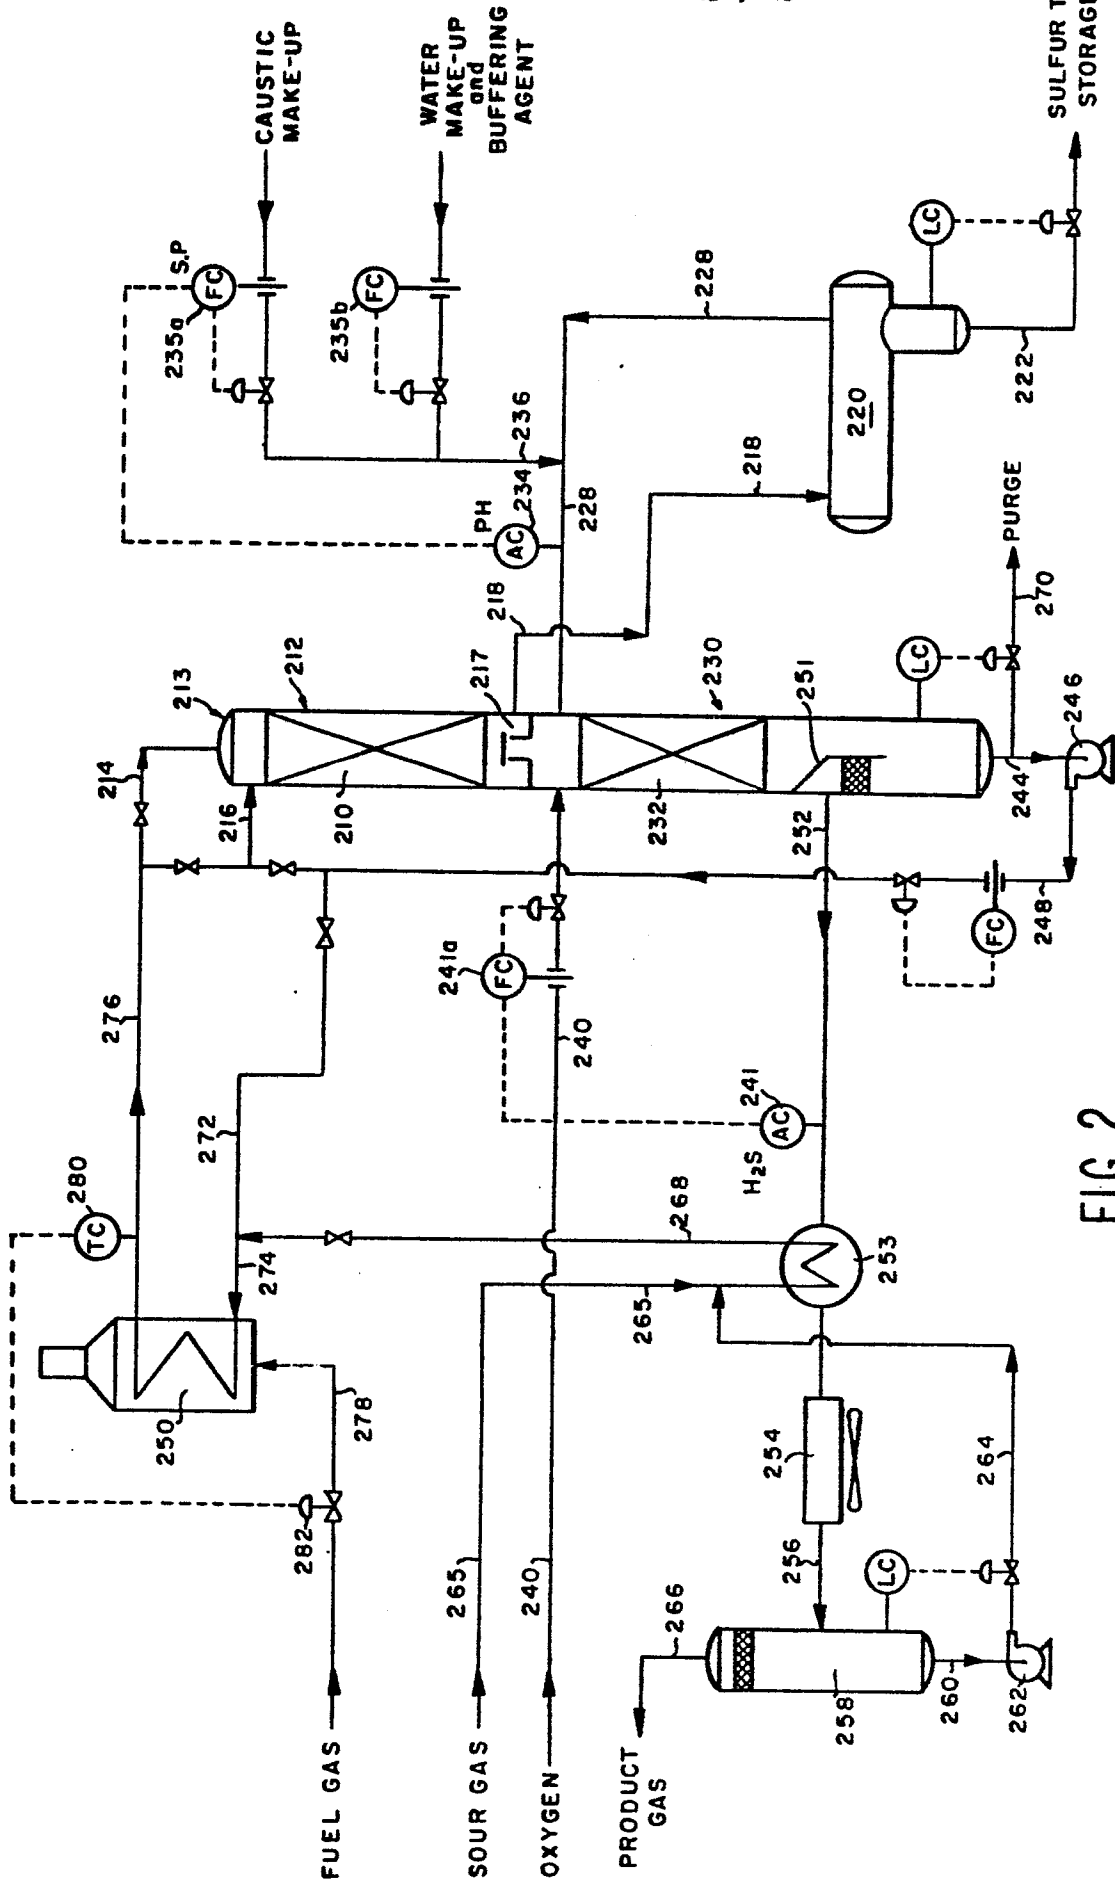 CAUSTIC
MAKE-UP
WATER
MAKE-UP
and
BUFFERING
AGENT
SULFUR T
STORAGE
S.P
FC
235a
FC
235b
LC
228
236
PH
234
AC
228
218
220
222
PURGE
270
213
212
218
217
230
251
LC
246
214
216
210
232
252
244
248
FC
276
241a
FC
240
272
280
TC
274
268
H₂S
241
AC
253
265
250
278
282
254
264
265
240
256
266
LC
258
260
262
FUEL GAS
SOUR GAS
OXYGEN
PRODUCT
GAS
FIG.2